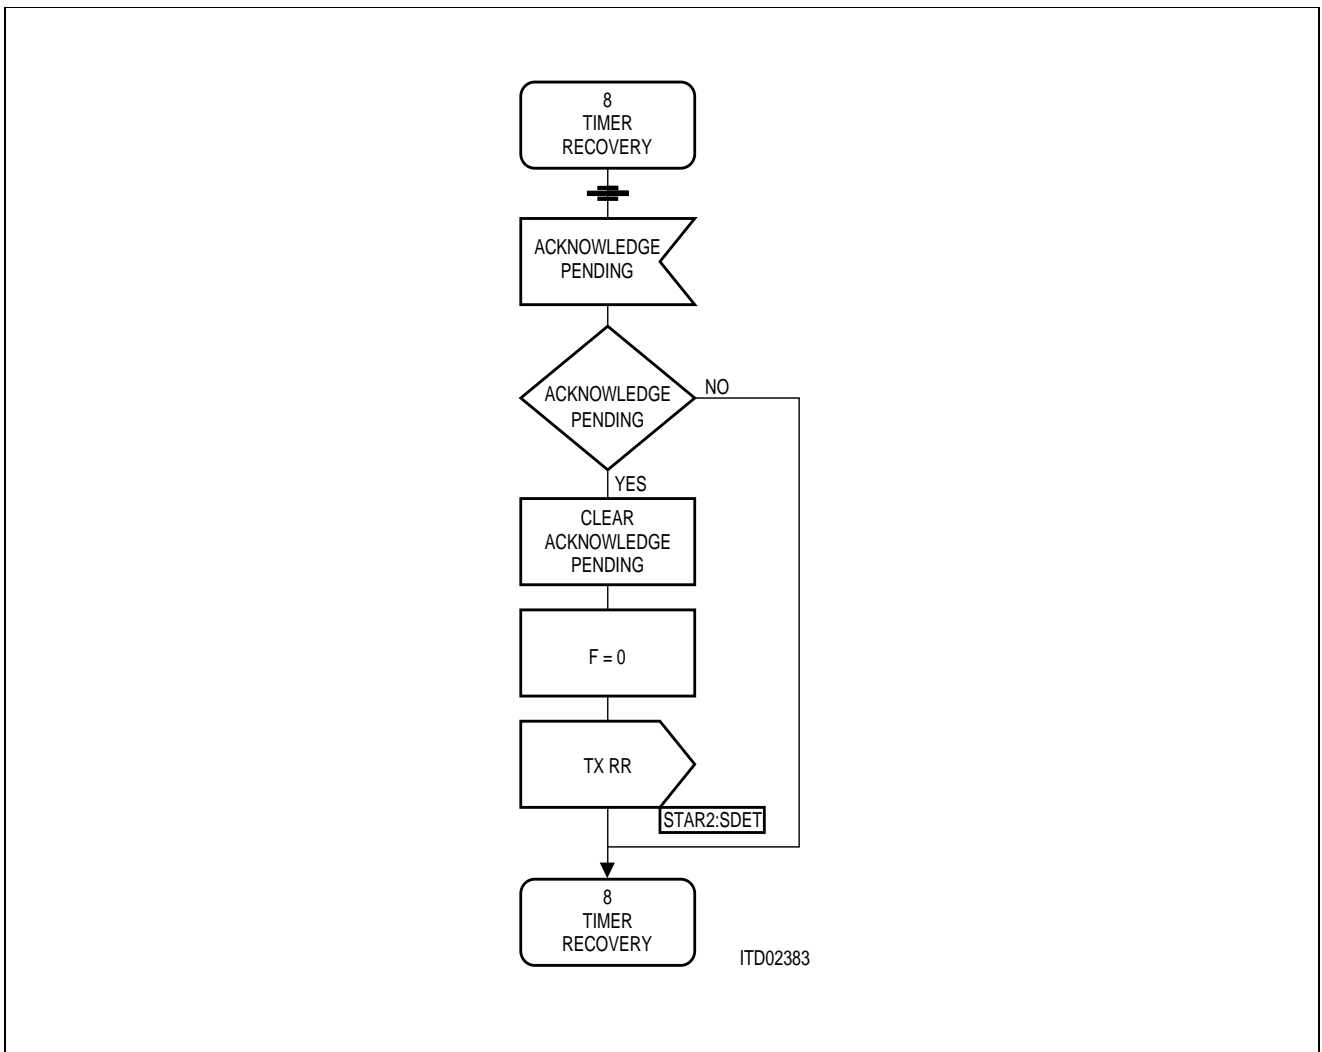 8
TIMER
RECOVERY
ACKNOWLEDGE
PENDING
ACKNOWLEDGE
PENDING
NO
YES
CLEAR
ACKNOWLEDGE
PENDING
F = 0
TX RR
STAR2:SDET
8
TIMER
RECOVERY
ITD02383